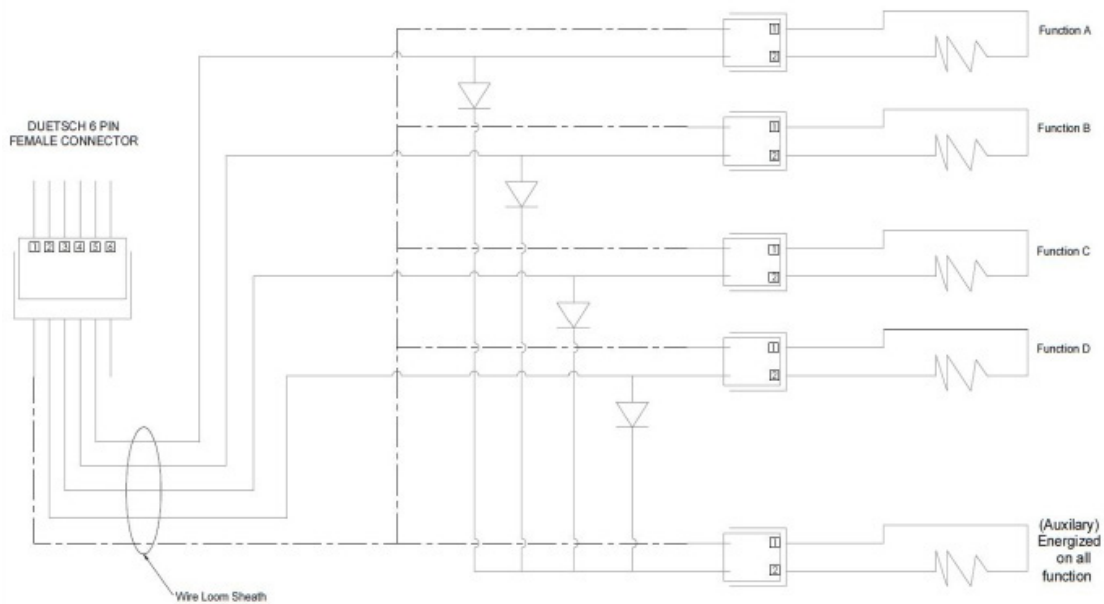 Function A
1
2
DUETSCH 6 PIN
FEMALE CONNECTOR
Function B
1
2
1 2 3 4 5 6
Function C
1
2
Function D
1
2
(Auxilary)
Energized
on all
function
1
2
Wire Loom Sheath